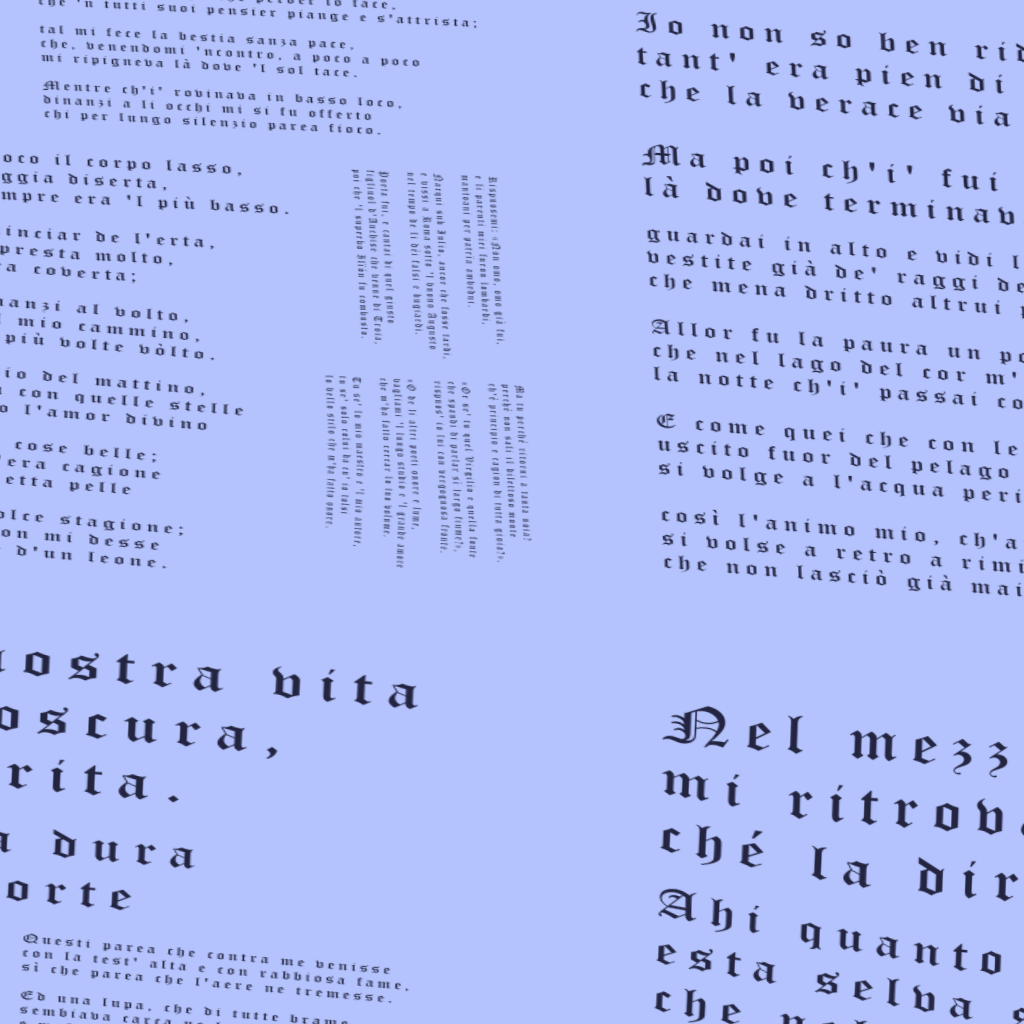 che 'n tutti suoi pensier piange e s'attrista;
tal mi fece la bestia sanza pace,
che, venendomi 'ncontro, a poco a poco
mi ripigneva là dove 'l sol tace.
Mentre ch'i' rovinava in basso loco,
dinanzi a li occhi mi si fu offerto
chi per lungo silenzio parea fioco.
oco il corpo lasso,
ggia diserta,
mpre era 'l più basso.
inciar de l'erta,
presta molto,
a coverta;
nanzi al volto,
l mio cammino,
più volte vòlto.
io del mattino,
con quelle stelle
o l'amor divino
cose belle;
era cagione
etta pelle
olce stagione;
on mi desse
d'un leone.
Rispuosemi: «Non omo, omo già fui,
e li parenti miei furon lombardi,
mantoani per patrïa ambedui.
Nacqui sub Iulio, ancor che fosse tardi,
e vissi a Roma sotto 'l buono Augusto
nel tempo de li dèi falsi e bugiardi.
Poeta fui, e cantai di quel giusto
figliuol d'Anchise che venne di Troia,
poi che 'l superbo Ilïón fu combusto.
Ma tu perché ritorni a tanta noia?
perché non sali il dilettoso monte
ch'è principio e cagion di tutta gioia?».
«Or se' tu quel Virgilio e quella fonte
che spandi di parlar sì largo fiume?»,
rispuos' io lui con vergognosa fronte.
«O de li altri poeti onore e lume,
vagliami 'l lungo studio e 'l grande amore
che m'ha fatto cercar lo tuo volume.
Tu se' lo mio maestro e 'l mio autore,
tu se' solo colui da cu' io tolsi
lo bello stilo che m'ha fatto onore.
Io non so ben rid
tant' era pien di
che la verace via
Ma poi ch'i' fui
là dove terminav
guardai in alto e vidi l
vestite già de' raggi de
che mena dritto altrui p
Allor fu la paura un po
che nel lago del cor m'
la notte ch'i' passai co
E come quei che con le
uscito fuor del pelago
si volge a l'acqua peri
così l'animo mio, ch'a
si volse a retro a rimi
che non lasciò già mai
nostra vita
oscura,
rita.
a dura
orte
Questi parea che contra me venisse
con la test' alta e con rabbiosa fame,
sì che parea che l'aere ne tremesse.
Ed una lupa, che di tutte brame
sembiava carca
Nel mezz
mi ritrova
ché la dir
Ahi quanto
esta selva s
che